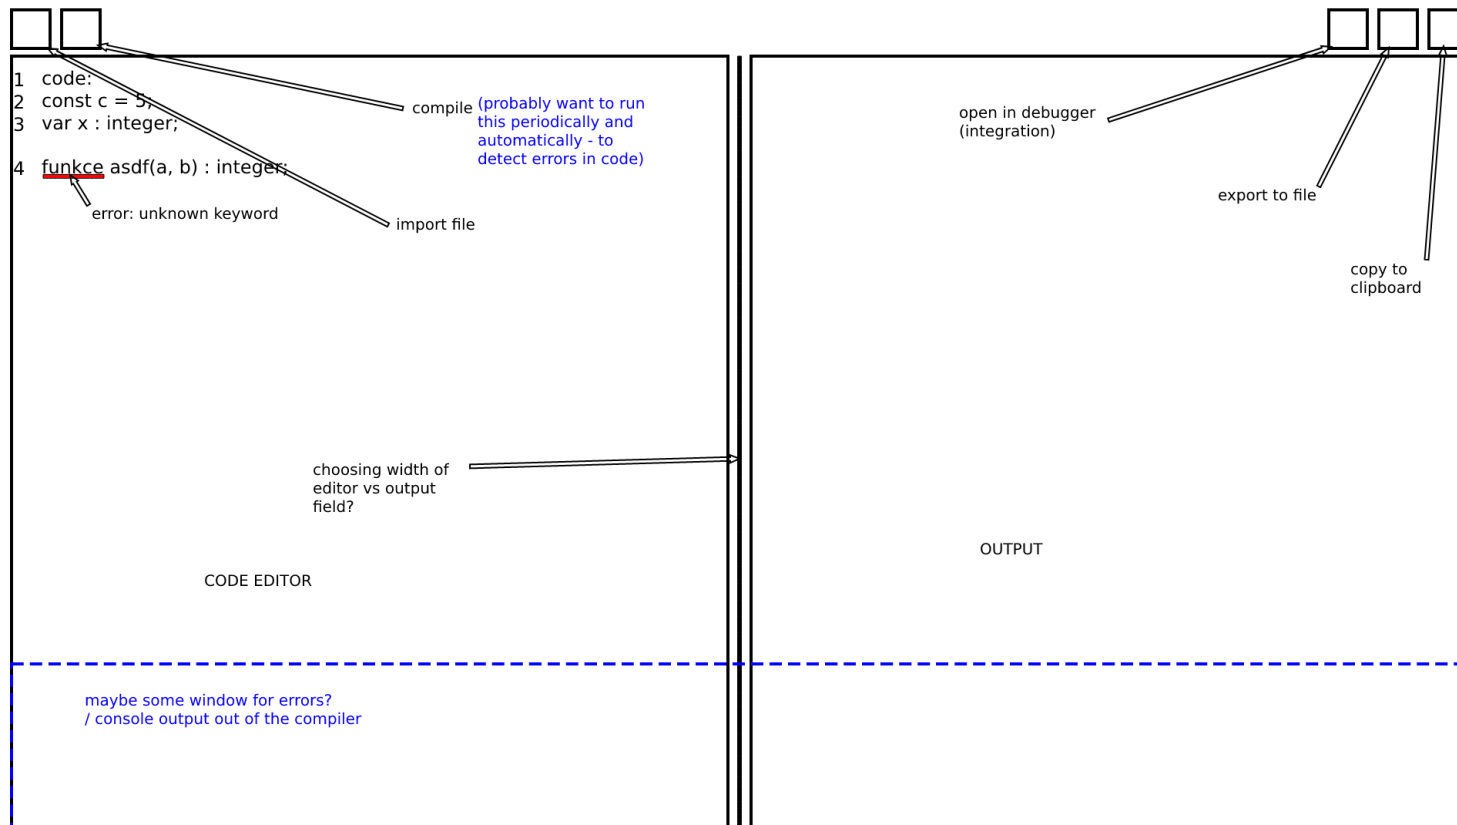 1 code:
2 const c = 5;
3 var x : integer;
4 funkce asdf(a, b) : integer;
error: unknown keyword
compile
(probably want to run
this periodically and
automatically - to
detect errors in code)
import file
choosing width of
editor vs output
field?
CODE EDITOR
maybe some window for errors?
/ console output out of the compiler
open in debugger
(integration)
export to file
copy to
clipboard
OUTPUT